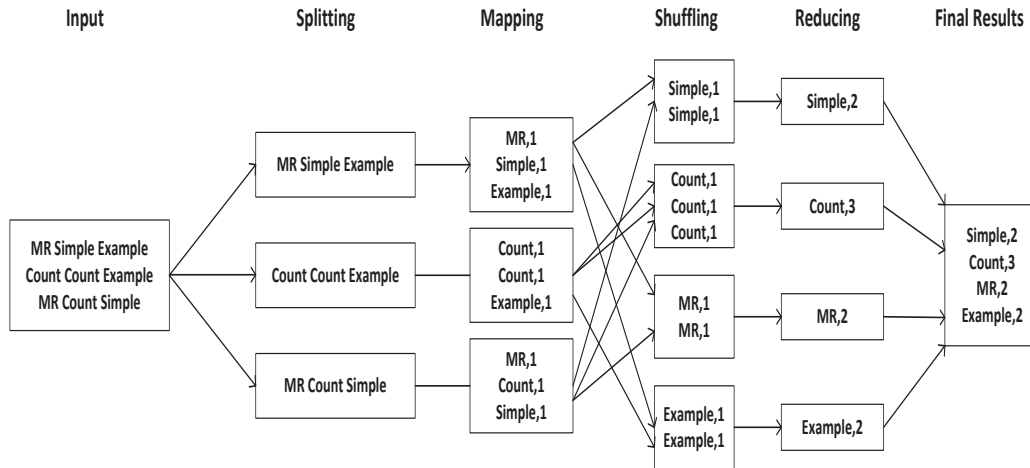 Input
Splitting
Mapping
Shuffling
Reducing
Final Results
MR Simple Example
Count Count Example
MR Count Simple
MR Simple Example
Count Count Example
MR Count Simple
MR,1
Simple,1
Example,1
Count,1
Count,1
Example,1
MR,1
Count,1
Simple,1
Simple,1
Simple,1
Count,1
Count,1
Count,1
MR,1
MR,1
Example,1
Example,1
Simple,2
Count,3
MR,2
Example,2
Simple,2
Count,3
MR,2
Example,2